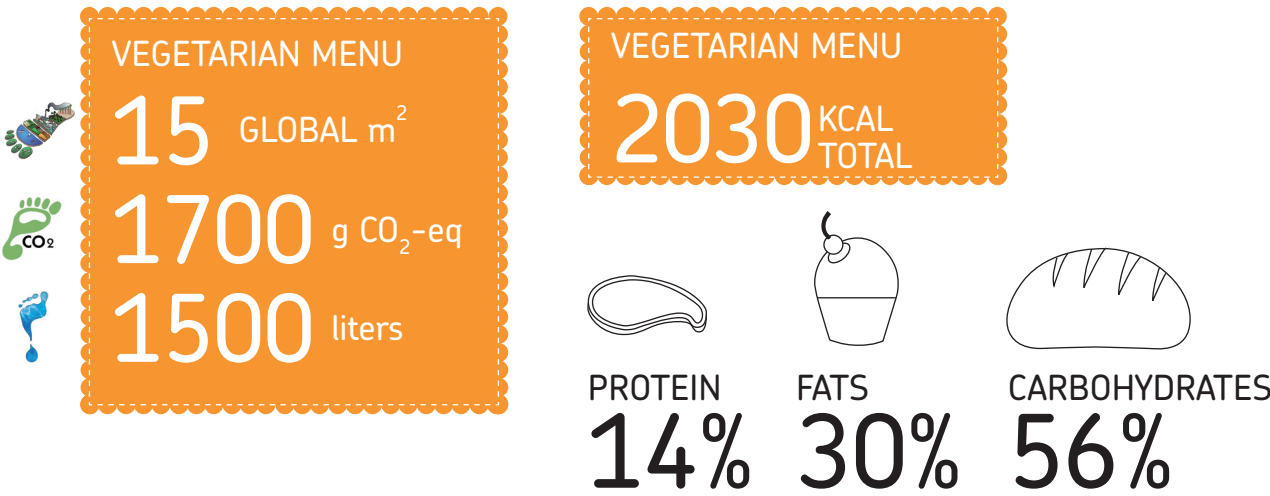 VEGETARIAN MENU
15 GLOBAL m²
1700 g CO₂-eq
1500 liters
CO₂
VEGETARIAN MENU
2030 KCAL
TOTAL
PROTEIN
14%
FATS
30%
CARBOHYDRATES
56%